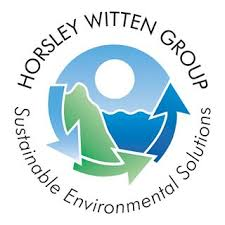 HORSLEY WITTEN GROUP
Sustainable Environmental Solutions